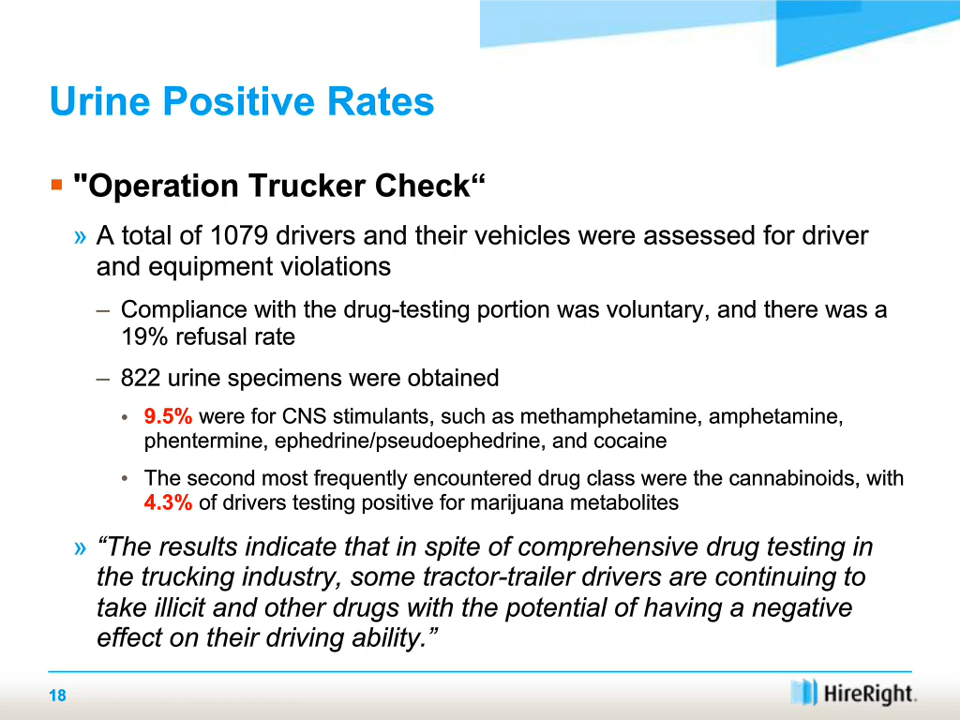 Urine Positive Rates
▪ "Operation Trucker Check“
» A total of 1079 drivers and their vehicles were assessed for driver
and equipment violations
– Compliance with the drug-testing portion was voluntary, and there was a
19% refusal rate
– 822 urine specimens were obtained
• 9.5% were for CNS stimulants, such as methamphetamine, amphetamine,
phentermine, ephedrine/pseudoephedrine, and cocaine
• The second most frequently encountered drug class were the cannabinoids, with
4.3% of drivers testing positive for marijuana metabolites
» “The results indicate that in spite of comprehensive drug testing in
the trucking industry, some tractor-trailer drivers are continuing to
take illicit and other drugs with the potential of having a negative
effect on their driving ability.”
18
HireRight.